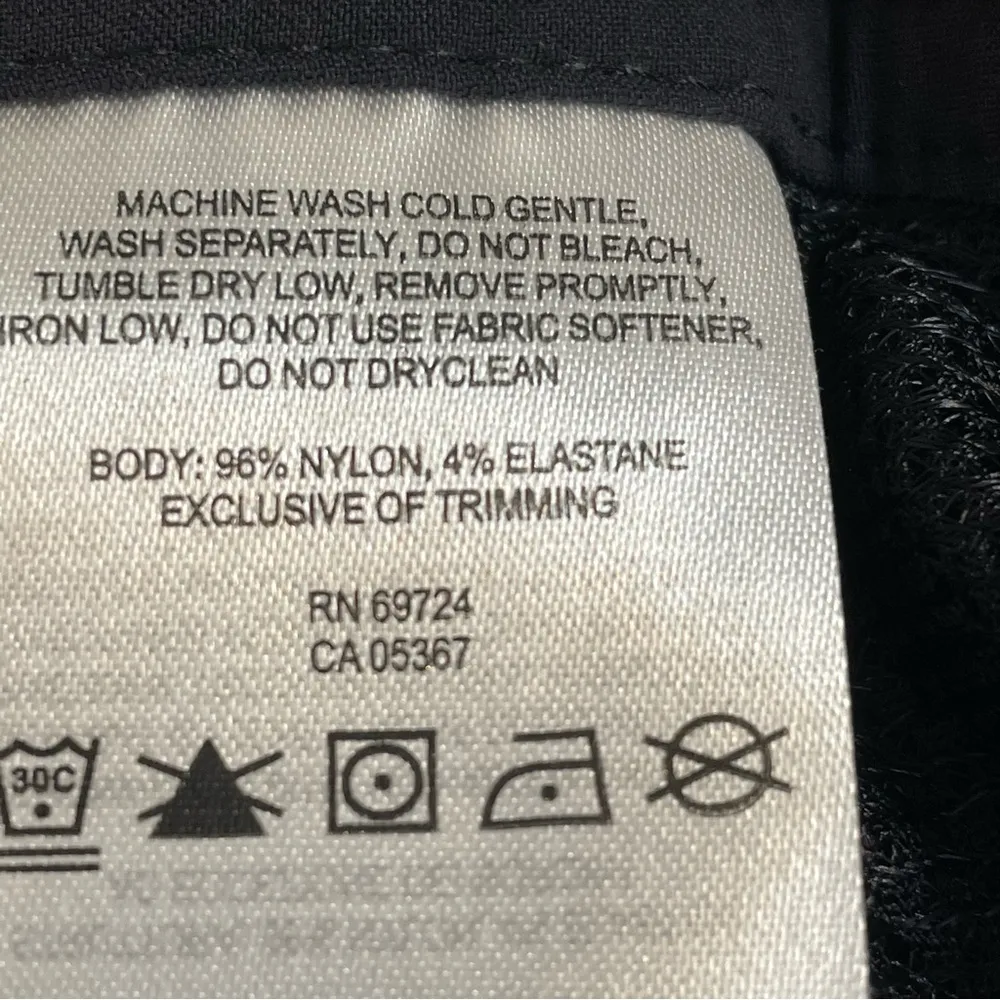 MACHINE WASH COLD GENTLE,
WASH SEPARATELY, DO NOT BLEACH,
TUMBLE DRY LOW, REMOVE PROMPTLY,
IRON LOW, DO NOT USE FABRIC SOFTENER,
DO NOT DRYCLEAN
BODY: 96% NYLON, 4% ELASTANE
EXCLUSIVE OF TRIMMING
RN 69724
CA 05367
30C